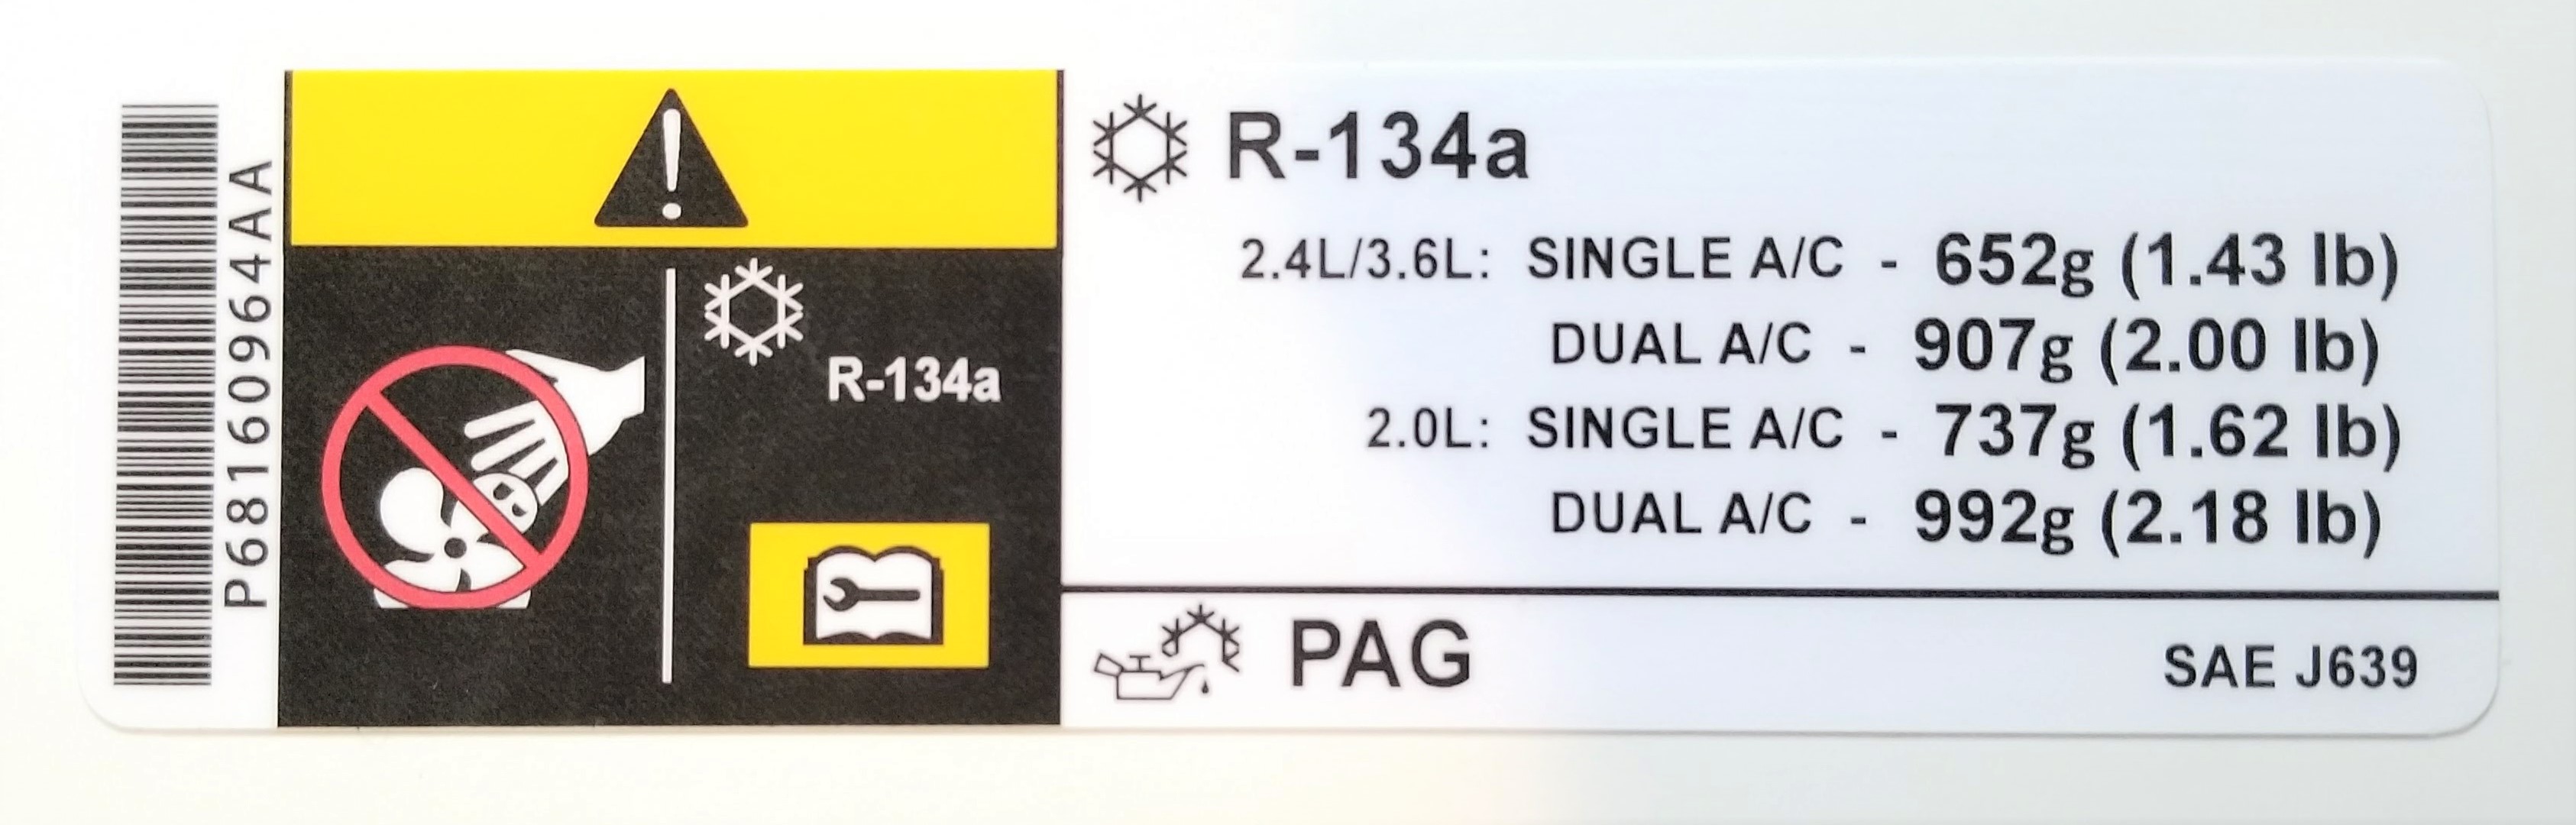 P68160964AA
R-134a
R-134a
2.4L/3.6L: SINGLE A/C - 652g (1.43 lb)
DUAL A/C - 907g (2.00 lb)
2.0L: SINGLE A/C - 737g (1.62 lb)
DUAL A/C - 992g (2.18 lb)
PAG
SAE J639